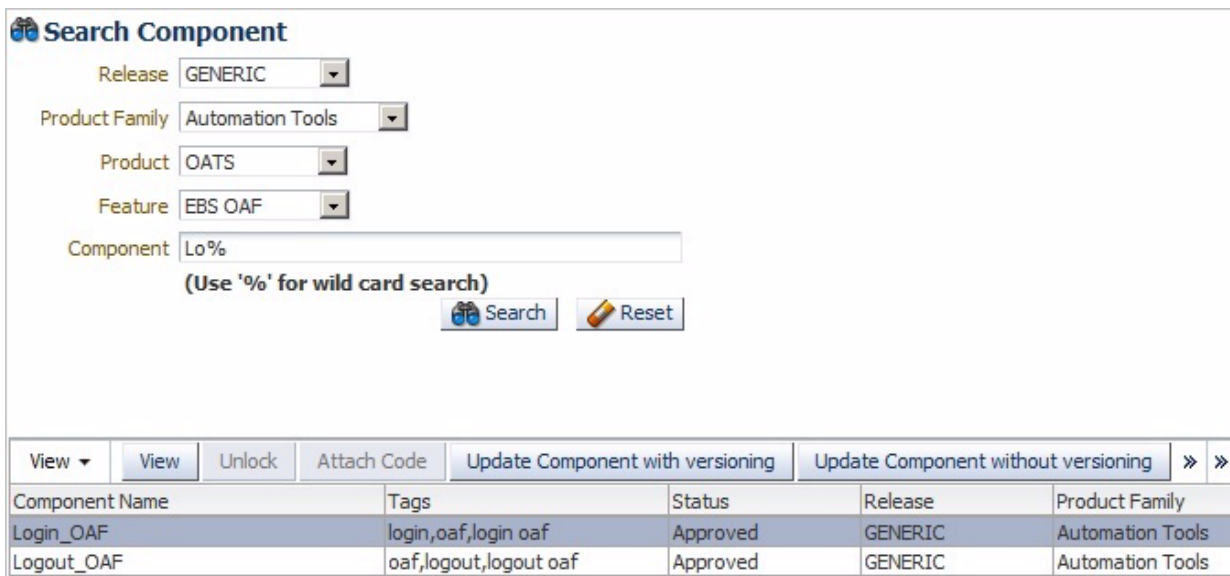 Search Component
Release GENERIC
Product Family Automation Tools
Product OATS
Feature EBS OAF
Component Lo%
(Use '%' for wild card search)
Search Reset
View View Unlock Attach Code Update Component with versioning Update Component without versioning » »
Component Name Tags Status Release Product Family
Login_OAF login,oaf,login oaf Approved GENERIC Automation Tools
Logout_OAF oaf,logout,logout oaf Approved GENERIC Automation Tools